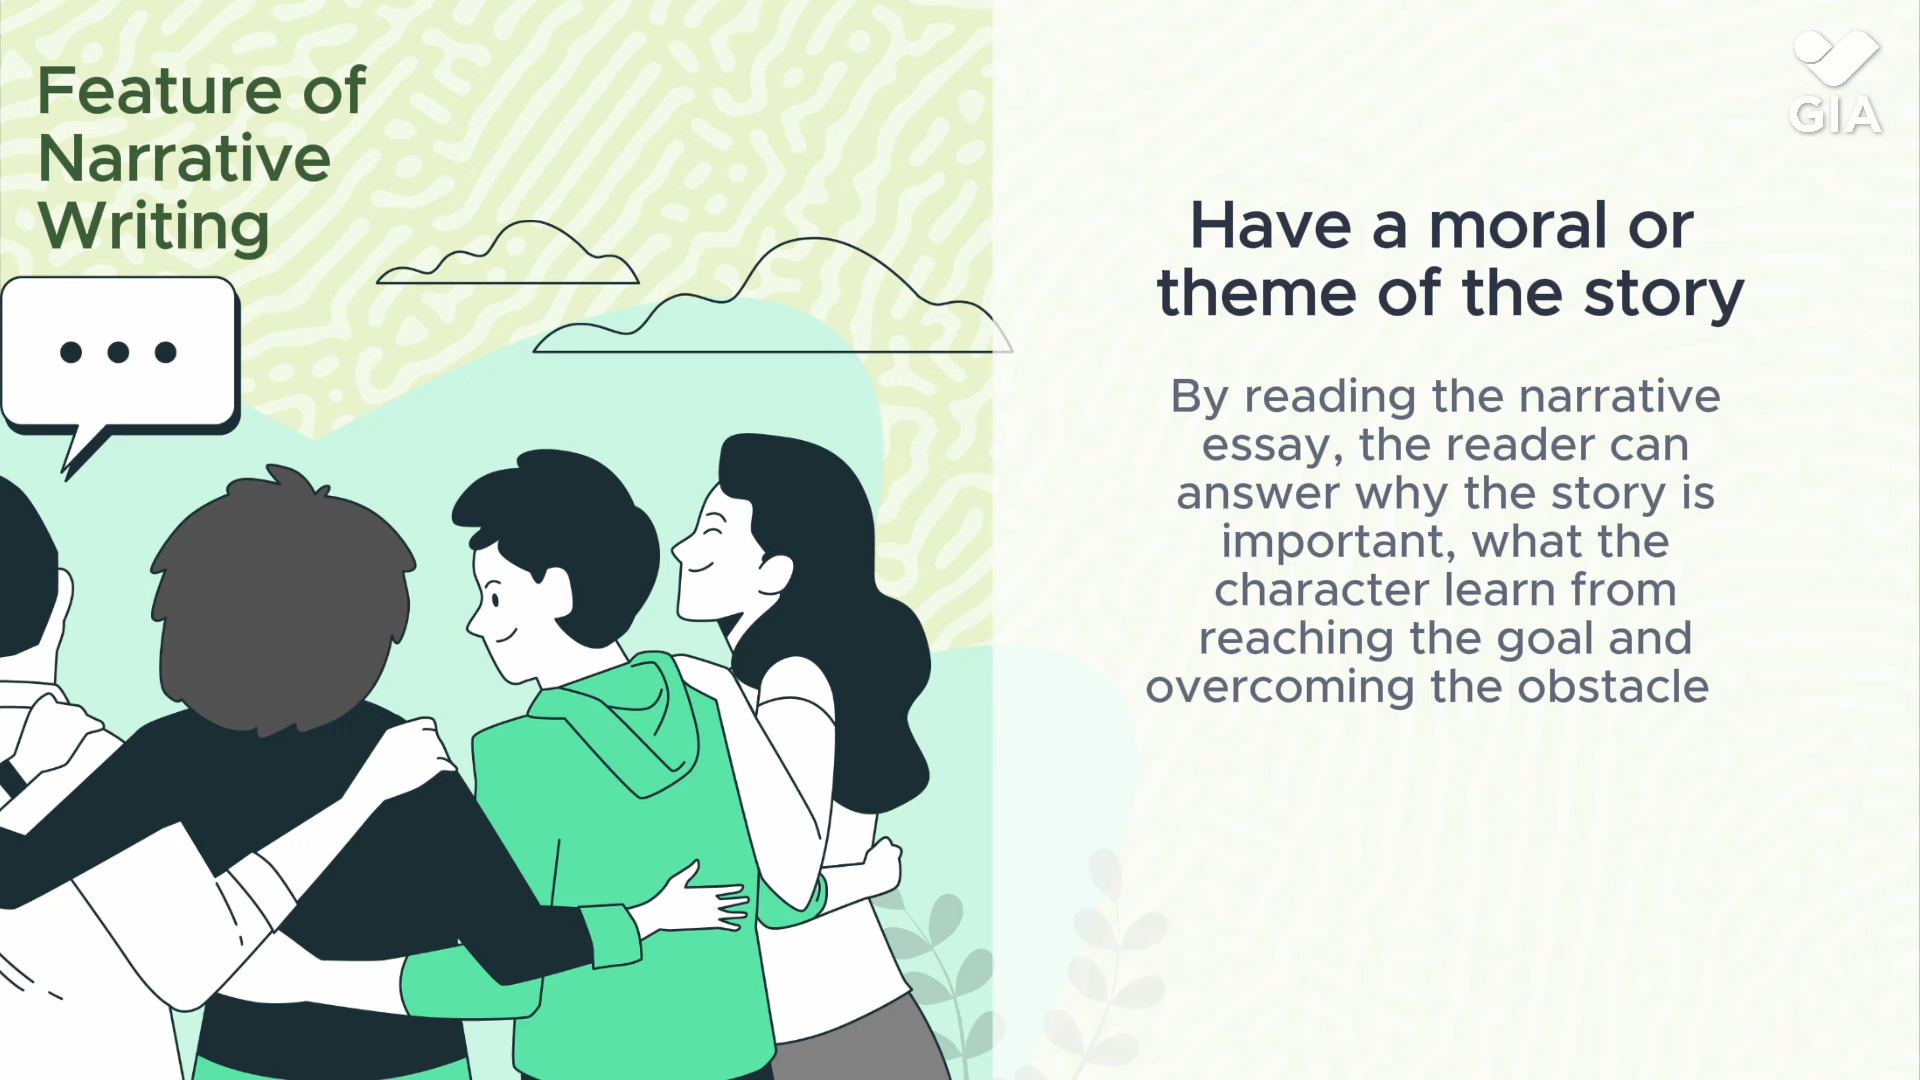 Feature of
Narrative
Writing
GIA
Have a moral or
theme of the story
By reading the narrative
essay, the reader can
answer why the story is
important, what the
character learn from
reaching the goal and
overcoming the obstacle